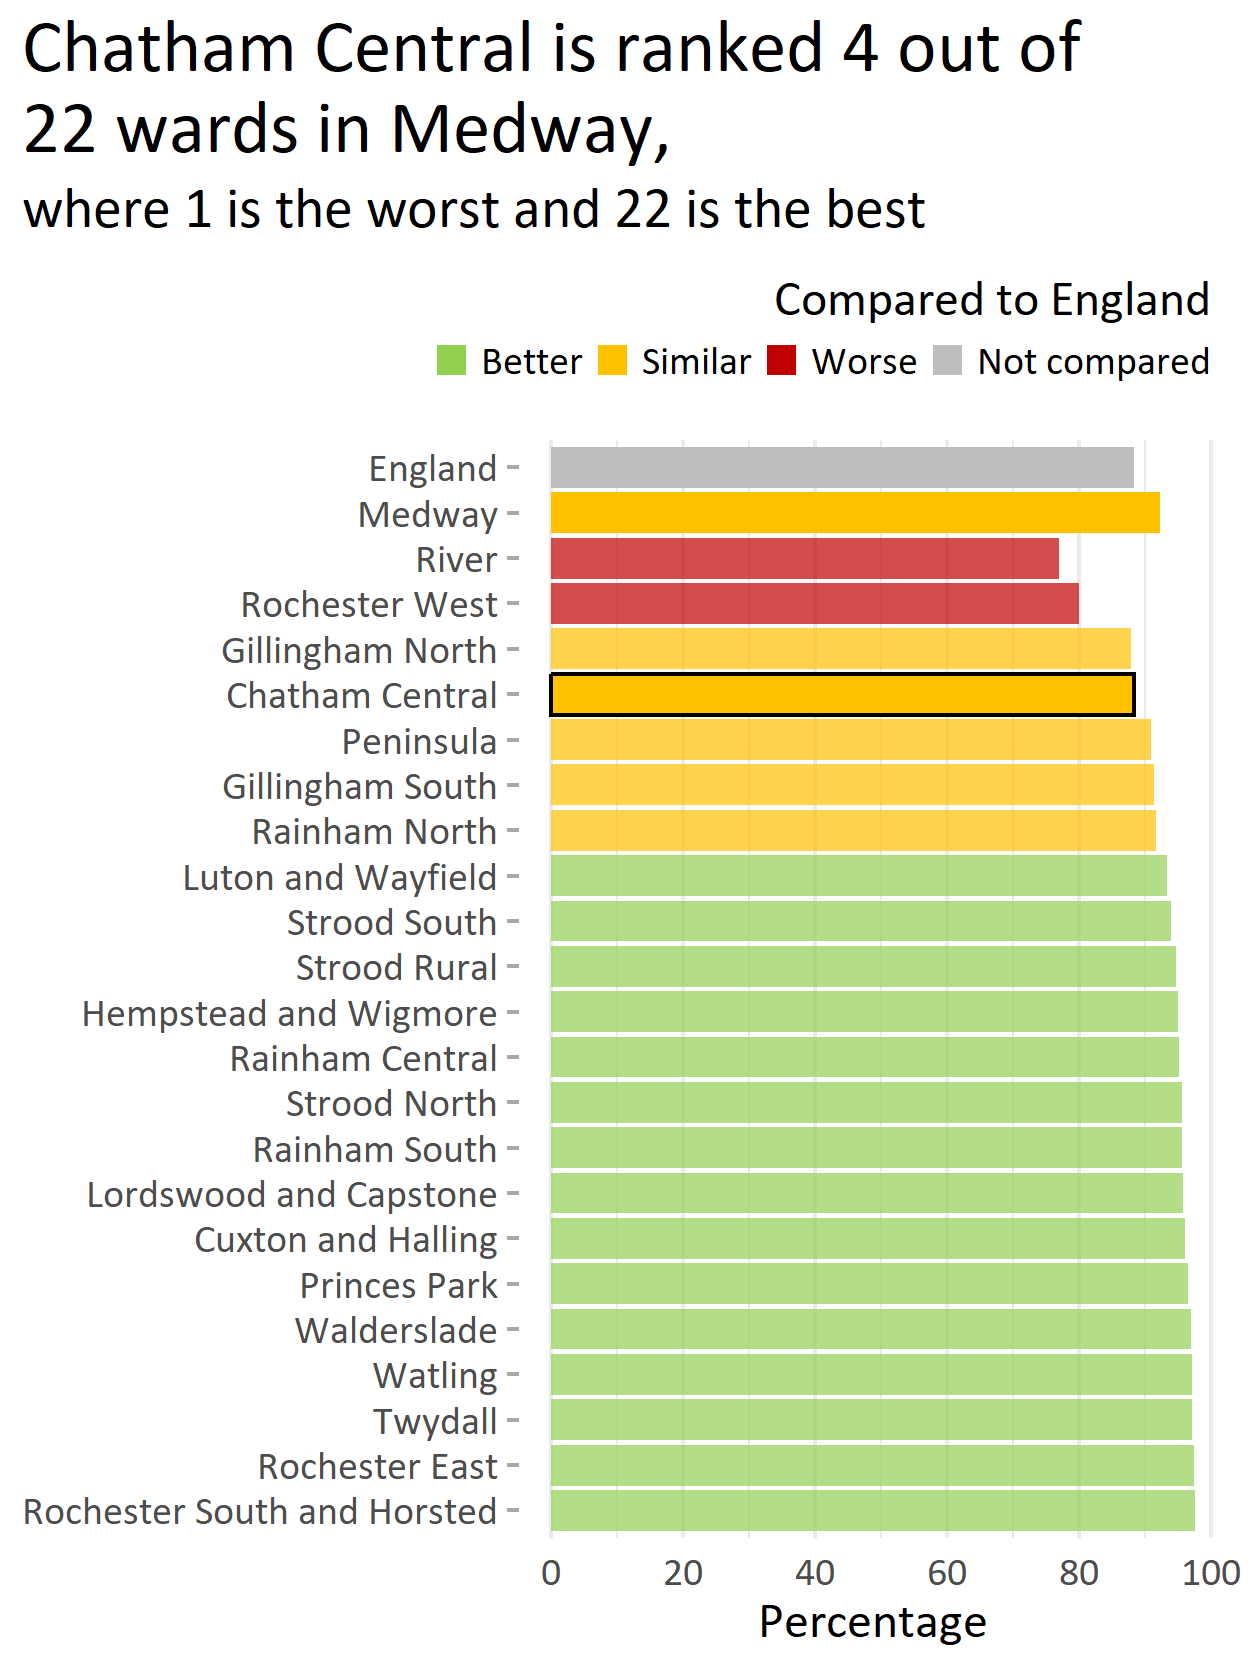 Chatham Central is ranked 4 out of
22 wards in Medway,
where 1 is the worst and 22 is the best
Compared to England
Better Similar Worse Not compared
England
Medway
River
Rochester West
Gillingham North
Chatham Central
Peninsula
Gillingham South
Rainham North
Luton and Wayfield
Strood South
Strood Rural
Hempstead and Wigmore
Rainham Central
Strood North
Rainham South
Lordswood and Capstone
Cuxton and Halling
Princes Park
Walderslade
Watling
Twydall
Rochester East
Rochester South and Horsted
0 20 40 60 80 100
Percentage